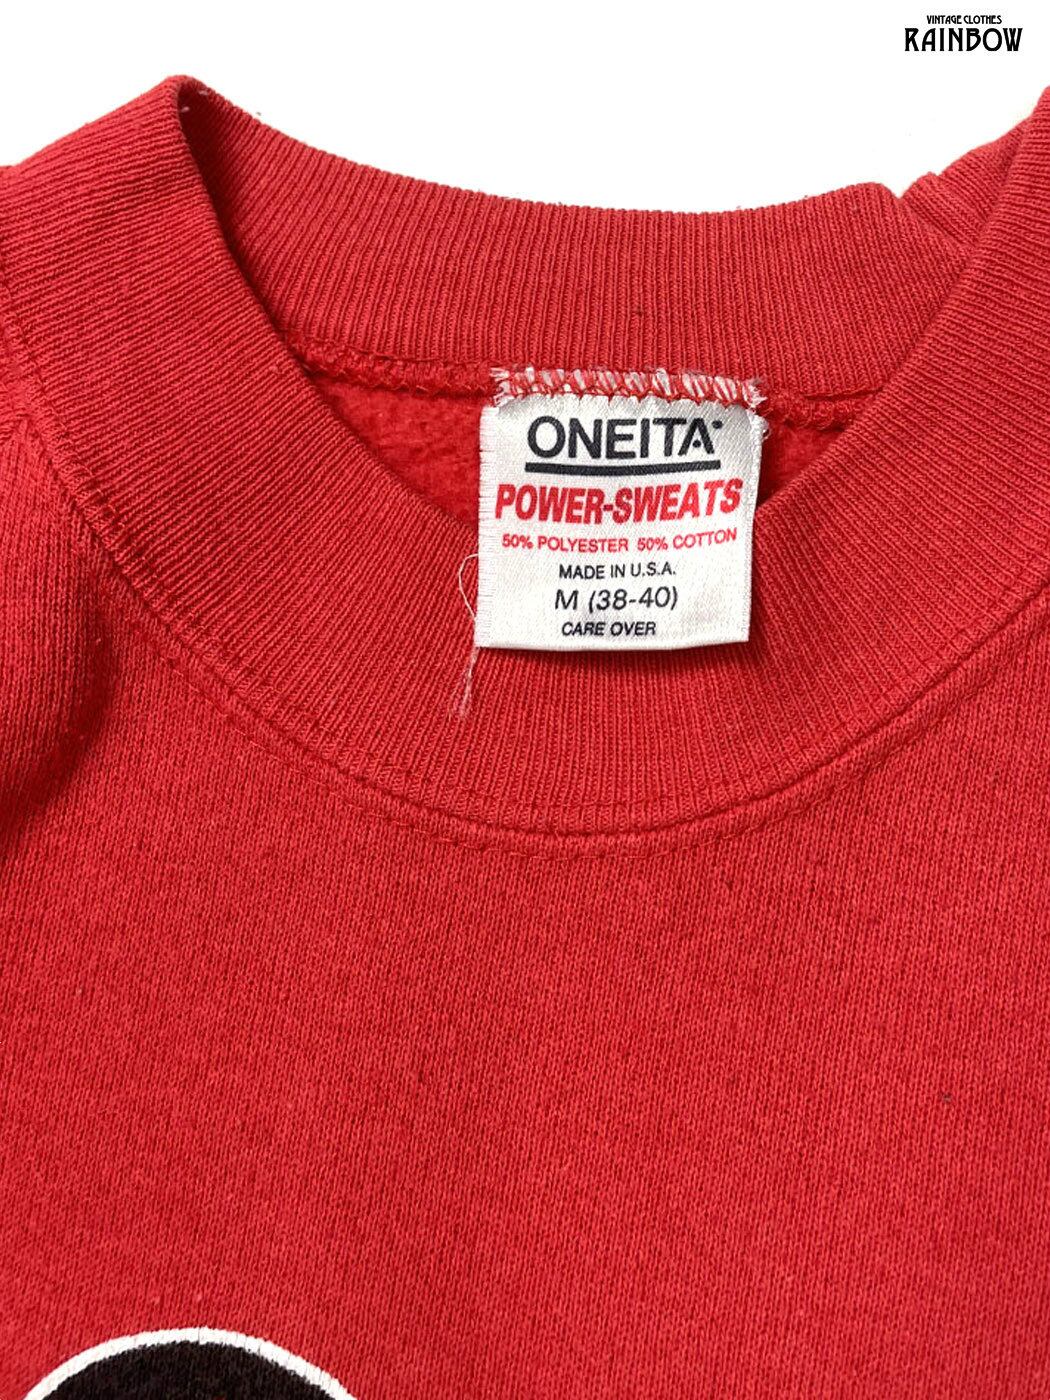 VINTAGE CLOTHES
RAINBOW
ONEITA
POWER-SWEATS
50% POLYESTER 50% COTTON
MADE IN U.S.A.
M (38-40)
CARE OVER